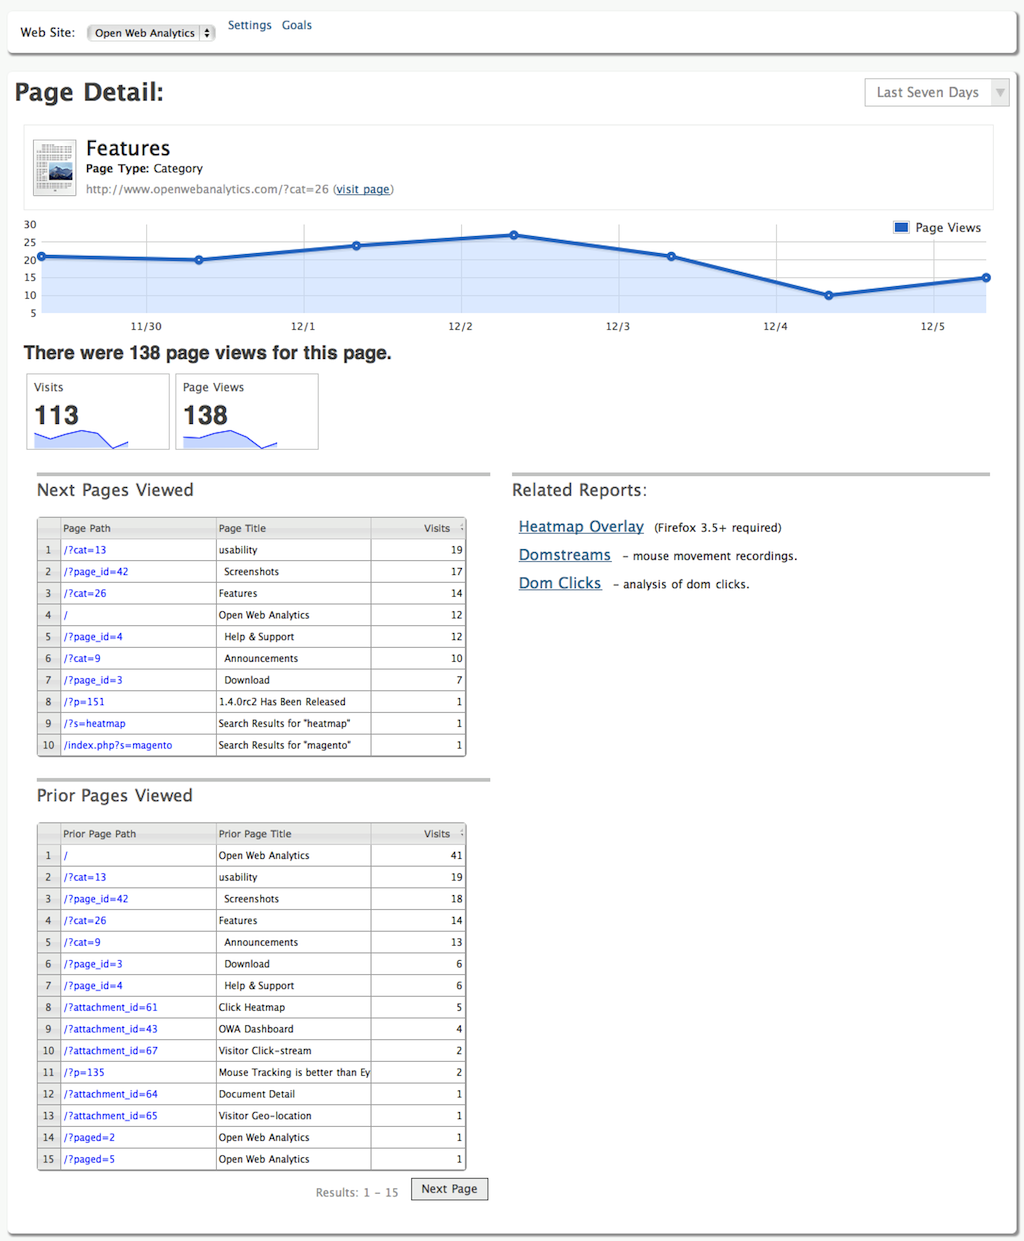 Web Site: Open Web Analytics Settings Goals
Page Detail:
Last Seven Days
Features
Page Type: Category
http://www.openwebanalytics.com/?cat=26 (visit page)
30
25
20
15
10
5
Page Views
11/30 12/1 12/2 12/3 12/4 12/5
There were 138 page views for this page.
Visits
113
Page Views
138
Next Pages Viewed
Page Path Page Title Visits
1 /?cat=13 usability 19
2 /?page_id=42 Screenshots 17
3 /?cat=26 Features 14
4 / Open Web Analytics 12
5 /?page_id=4 Help & Support 12
6 /?cat=9 Announcements 10
7 /?page_id=3 Download 7
8 /?p=151 1.4.0rc2 Has Been Released 1
9 /?s=heatmap Search Results for "heatmap" 1
10 /index.php?s=magento Search Results for "magento" 1
Related Reports:
Heatmap Overlay (Firefox 3.5+ required)
Domstreams – mouse movement recordings.
Dom Clicks – analysis of dom clicks.
Prior Pages Viewed
Prior Page Path Prior Page Title Visits
1 / Open Web Analytics 41
2 /?cat=13 usability 19
3 /?page_id=42 Screenshots 18
4 /?cat=26 Features 14
5 /?cat=9 Announcements 13
6 /?page_id=3 Download 6
7 /?page_id=4 Help & Support 6
8 /?attachment_id=61 Click Heatmap 5
9 /?attachment_id=43 OWA Dashboard 4
10 /?attachment_id=67 Visitor Click-stream 2
11 /?p=135 Mouse Tracking is better than Ey 2
12 /?attachment_id=64 Document Detail 1
13 /?attachment_id=65 Visitor Geo-location 1
14 /?paged=2 Open Web Analytics 1
15 /?paged=5 Open Web Analytics 1
Results: 1 - 15 Next Page